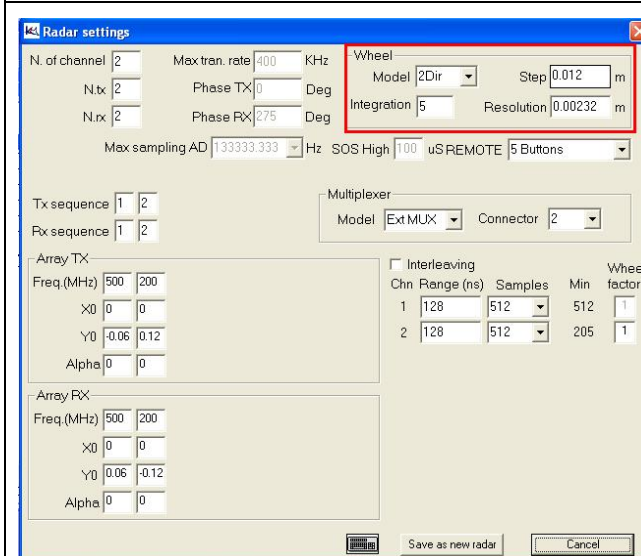 Radar settings
N. of channel 2 Max tran. rate 400 KHz
N.tx 2 Phase TX 0 Deg
N.rx 2 Phase RX 275 Deg
Wheel
Model 2Dir Step 0.012 m
Integration 5 Resolution 0.00232 m
Max sampling AD 133333.333 Hz SOS High 100 uS REMOTE 5 Buttons
Tx sequence 1 2
Rx sequence 1 2
Multiplexer
Model Ext MUX Connector 2
Array TX
Freq.(MHz) 500 200
X0 0 0
Y0 -0.06 0.12
Alpha 0 0
Interleaving
Chn Range (ns) Samples Min Whee factor
1 128 512 512 1
2 128 512 205 1
Array RX
Freq.(MHz) 500 200
X0 0 0
Y0 0.06 -0.12
Alpha 0 0
Save as new radar Cancel